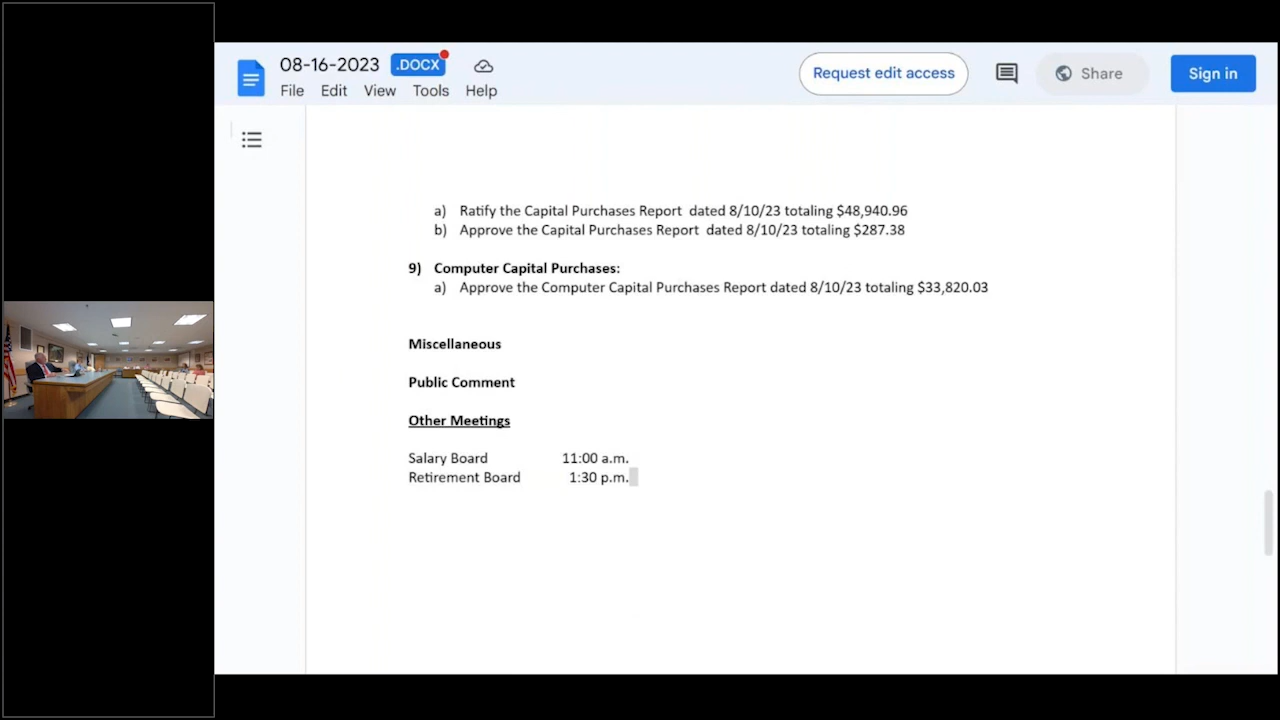 08-16-2023 .DOCX
File Edit View Tools Help
Request edit access
Share
Sign in
a) Ratify the Capital Purchases Report dated 8/10/23 totaling $48,940.96
b) Approve the Capital Purchases Report dated 8/10/23 totaling $287.38
9) Computer Capital Purchases:
a) Approve the Computer Capital Purchases Report dated 8/10/23 totaling $33,820.03
Miscellaneous
Public Comment
Other Meetings
Salary Board 11:00 a.m.
Retirement Board 1:30 p.m.